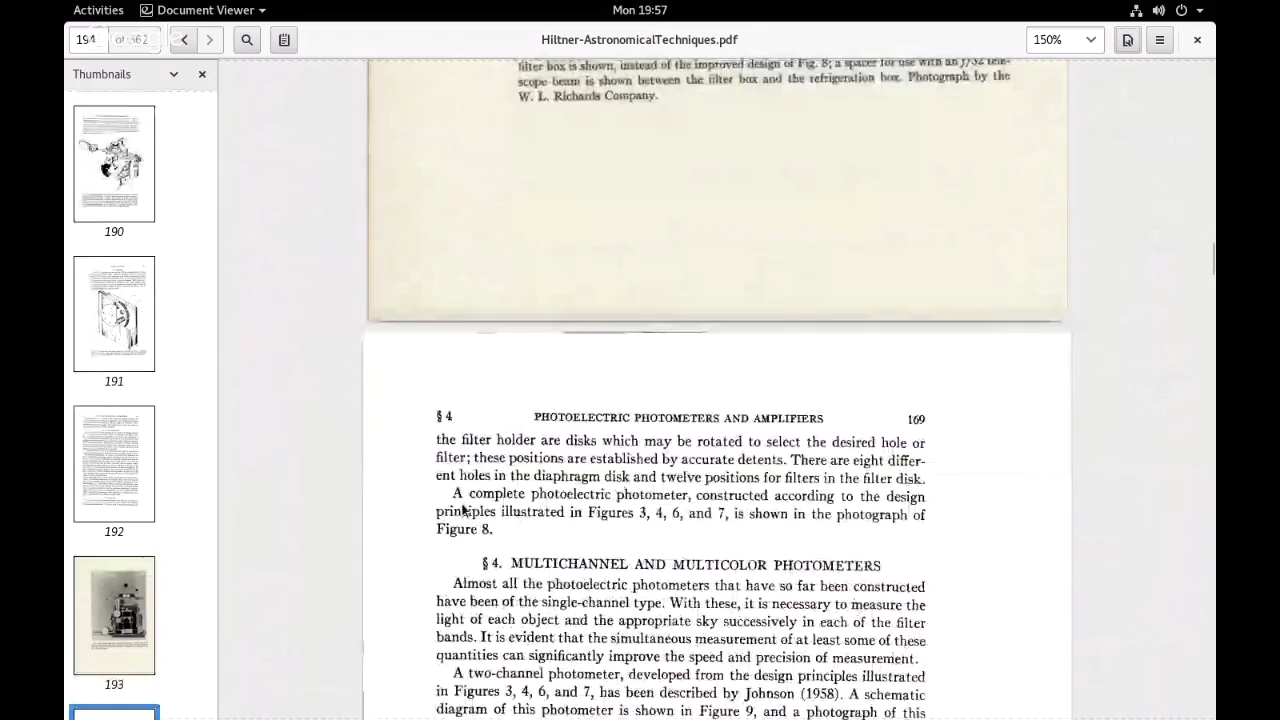 Activities
Document Viewer
Mon 19:57
194
of 662
Hiltner-AstronomicalTechniques.pdf
150%
Thumbnails
190
191
192
193
filter box is shown, instead of the improved design of Fig. 8; a spacer for use with an f/32 tele-
scope beam is shown between the filter box and the refrigeration box. Photograph by the
W. L. Richards Company.
§ 4 PHOTOELECTRIC PHOTOMETERS AND AMPLIFIERS 169
the filter holder are disks which may be rotated to select the desired hole or
filter; these positions are established by accurate detents. There are eight differ-
ent holes in the diaphragm disk and twelve positions for filters in the filter disk.
A complete photoelectric photometer, constructed according to the design
principles illustrated in Figures 3, 4, 6, and 7, is shown in the photograph of
Figure 8.
§ 4. MULTICHANNEL AND MULTICOLOR PHOTOMETERS
Almost all the photoelectric photometers that have so far been constructed
have been of the single-channel type. With these, it is necessary to measure the
light of each object and the appropriate sky successively in each of the filter
bands. It is evident that the simultaneous measurement of at least some of these
quantities can significantly improve the speed and precision of measurement.
A two-channel photometer, developed from the design principles illustrated
in Figures 3, 4, 6, and 7, has been described by Johnson (1958). A schematic
diagram of this photometer is shown in Figure 9, and a photograph of this